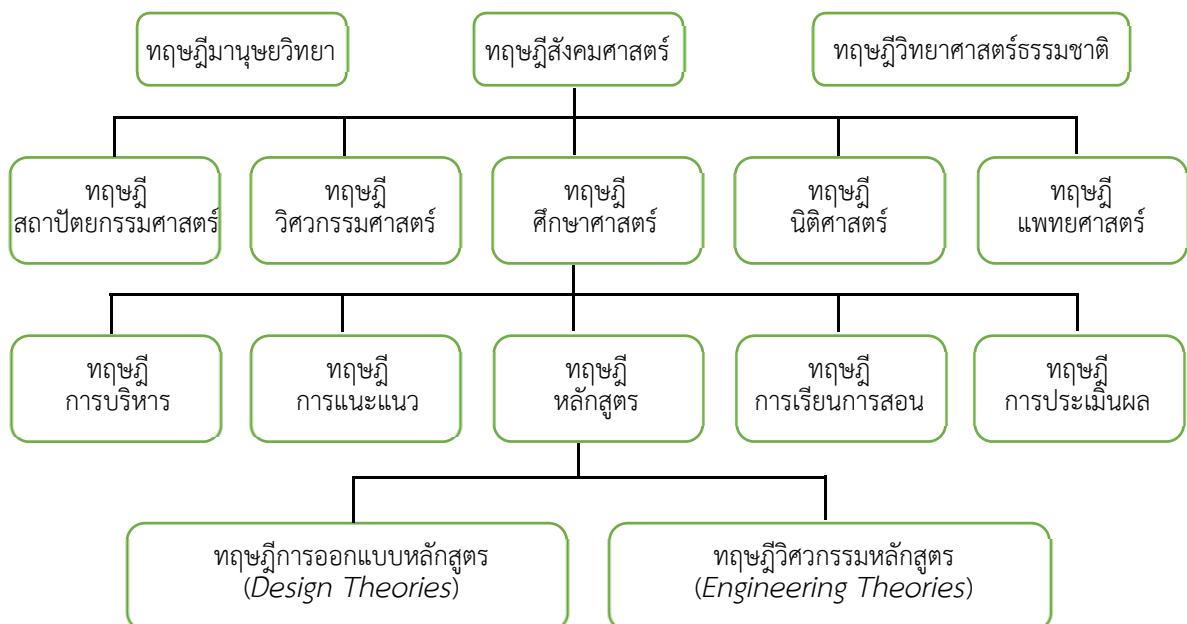 ทฤษฎีมานุษยวิทยา
ทฤษฎีสังคมศาสตร์
ทฤษฎีวิทยาศาสตร์ธรรมชาติ
ทฤษฎี
สถาปัตยกรรมศาสตร์
ทฤษฎี
วิศวกรรมศาสตร์
ทฤษฎี
ศึกษาศาสตร์
ทฤษฎี
นิติศาสตร์
ทฤษฎี
แพทยศาสตร์
ทฤษฎี
การบริหาร
ทฤษฎี
การแนะแนว
ทฤษฎี
หลักสูตร
ทฤษฎี
การเรียนการสอน
ทฤษฎี
การประเมินผล
ทฤษฎีการออกแบบหลักสูตร
(Design Theories)
ทฤษฎีวิศวกรรมหลักสูตร
(Engineering Theories)